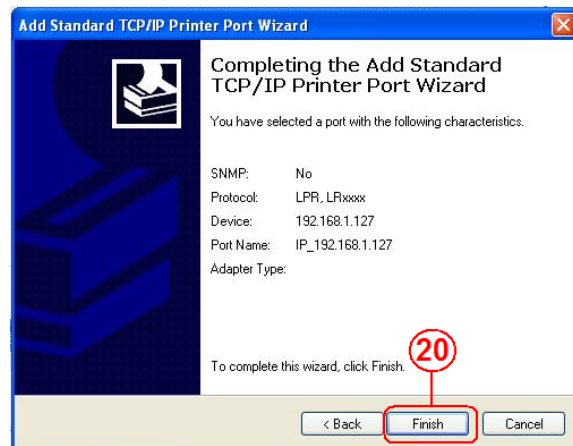 Add Standard TCP/IP Printer Port Wizard
Completing the Add Standard
TCP/IP Printer Port Wizard
You have selected a port with the following characteristics.
SNMP: No
Protocol: LPR, LRxxxx
Device: 192.168.1.127
Port Name: IP_192.168.1.127
Adapter Type:
20
To complete this wizard, click Finish.
< Back Finish Cancel